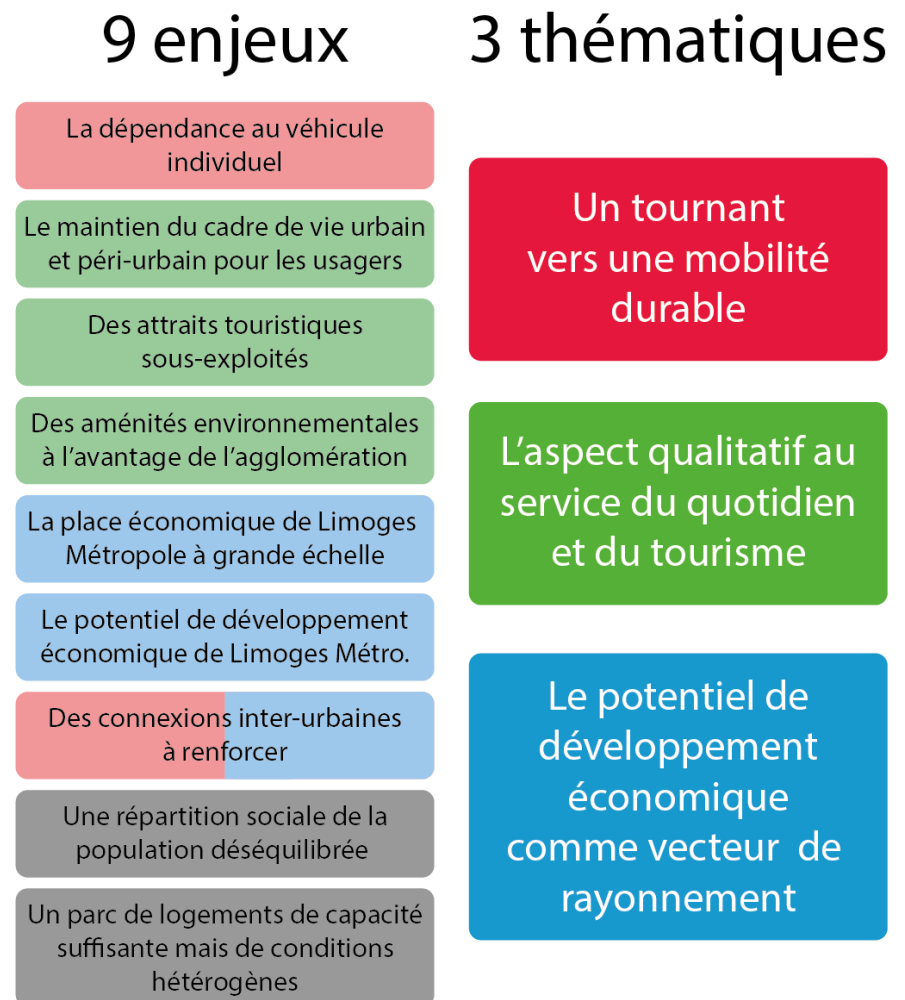 9 enjeux
La dépendance au véhicule
individuel
Le maintien du cadre de vie urbain
et péri-urbain pour les usagers
Des attraits touristiques
sous-exploités
Des aménités environnementales
à l'avantage de l'agglomération
La place économique de Limoges
Métropole à grande échelle
Le potentiel de développement
économique de Limoges Métro.
Des connexions inter-urbaines
à renforcer
Une répartition sociale de la
population déséquilibrée
Un parc de logements de capacité
suffisante mais de conditions
hétérogènes
3 thématiques
Un tournant
vers une mobilité
durable
L'aspect qualitatif au
service du quotidien
et du tourisme
Le potentiel de
développement
économique
comme vecteur de
rayonnement